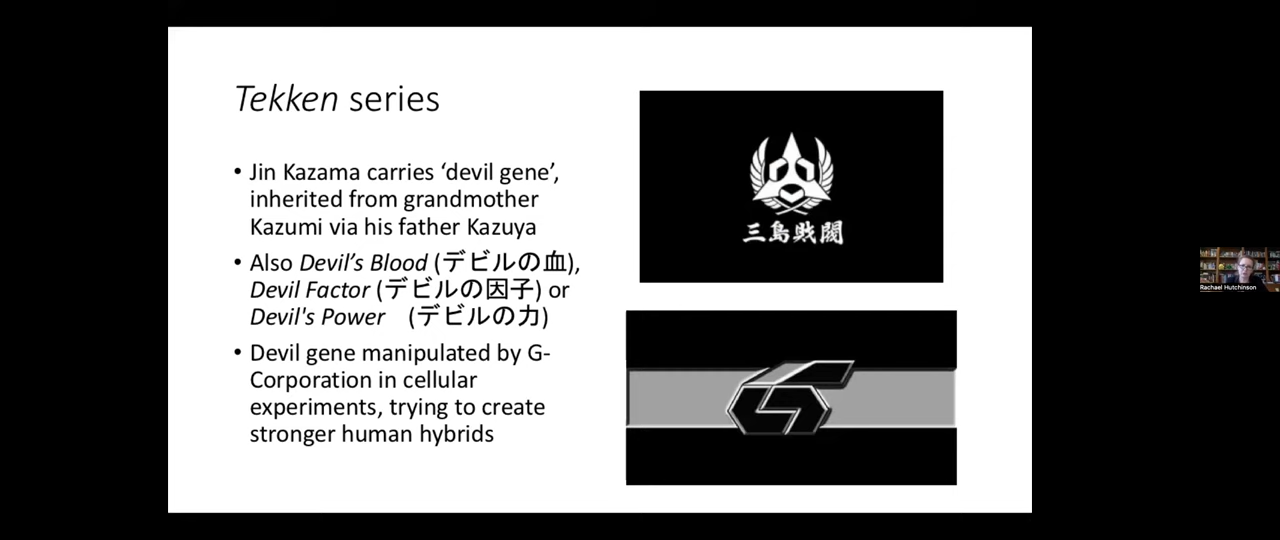 Tekken series
• Jin Kazama carries ‘devil gene’,
inherited from grandmother
Kazumi via his father Kazuya
• Also Devil’s Blood (デビルの血),
Devil Factor (デビルの因子) or
Devil's Power (デビルの力)
• Devil gene manipulated by G-
Corporation in cellular
experiments, trying to create
stronger human hybrids
三島財閥
Rachael Hutchinson